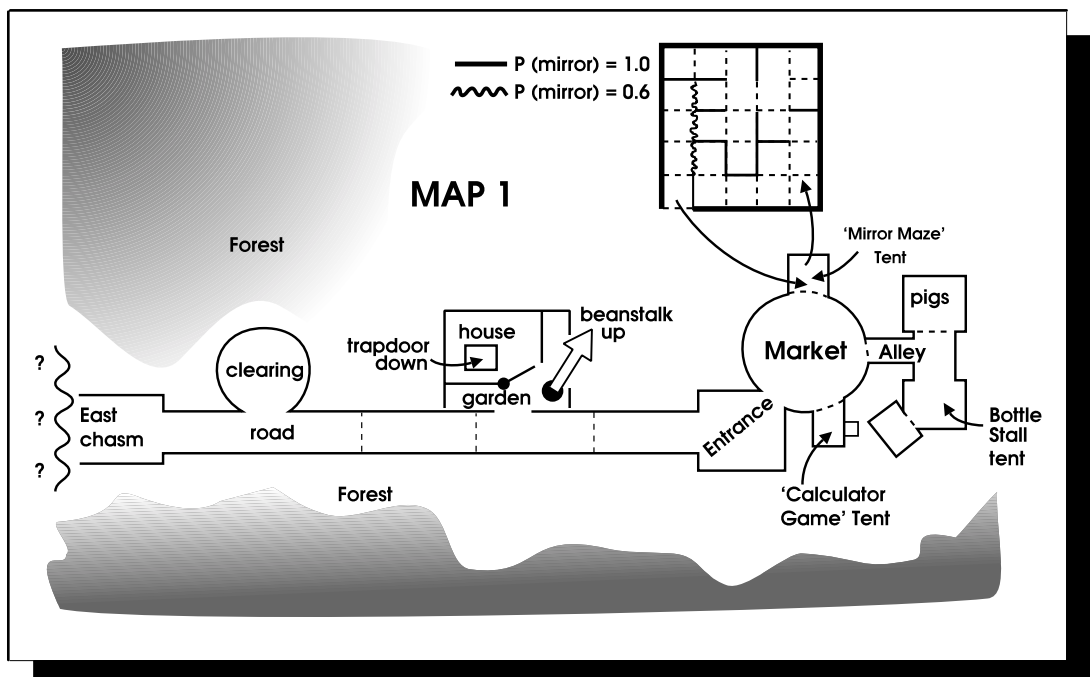 P (mirror) = 1.0
P (mirror) = 0.6
MAP 1
Forest
'Mirror Maze'
Tent
pigs
beanstalk
up
house
trapdoor
down
Market
Alley
clearing
garden
?
?
?
East
chasm
road
Entrance
Bottle
Stall
tent
Forest
'Calculator
Game' Tent